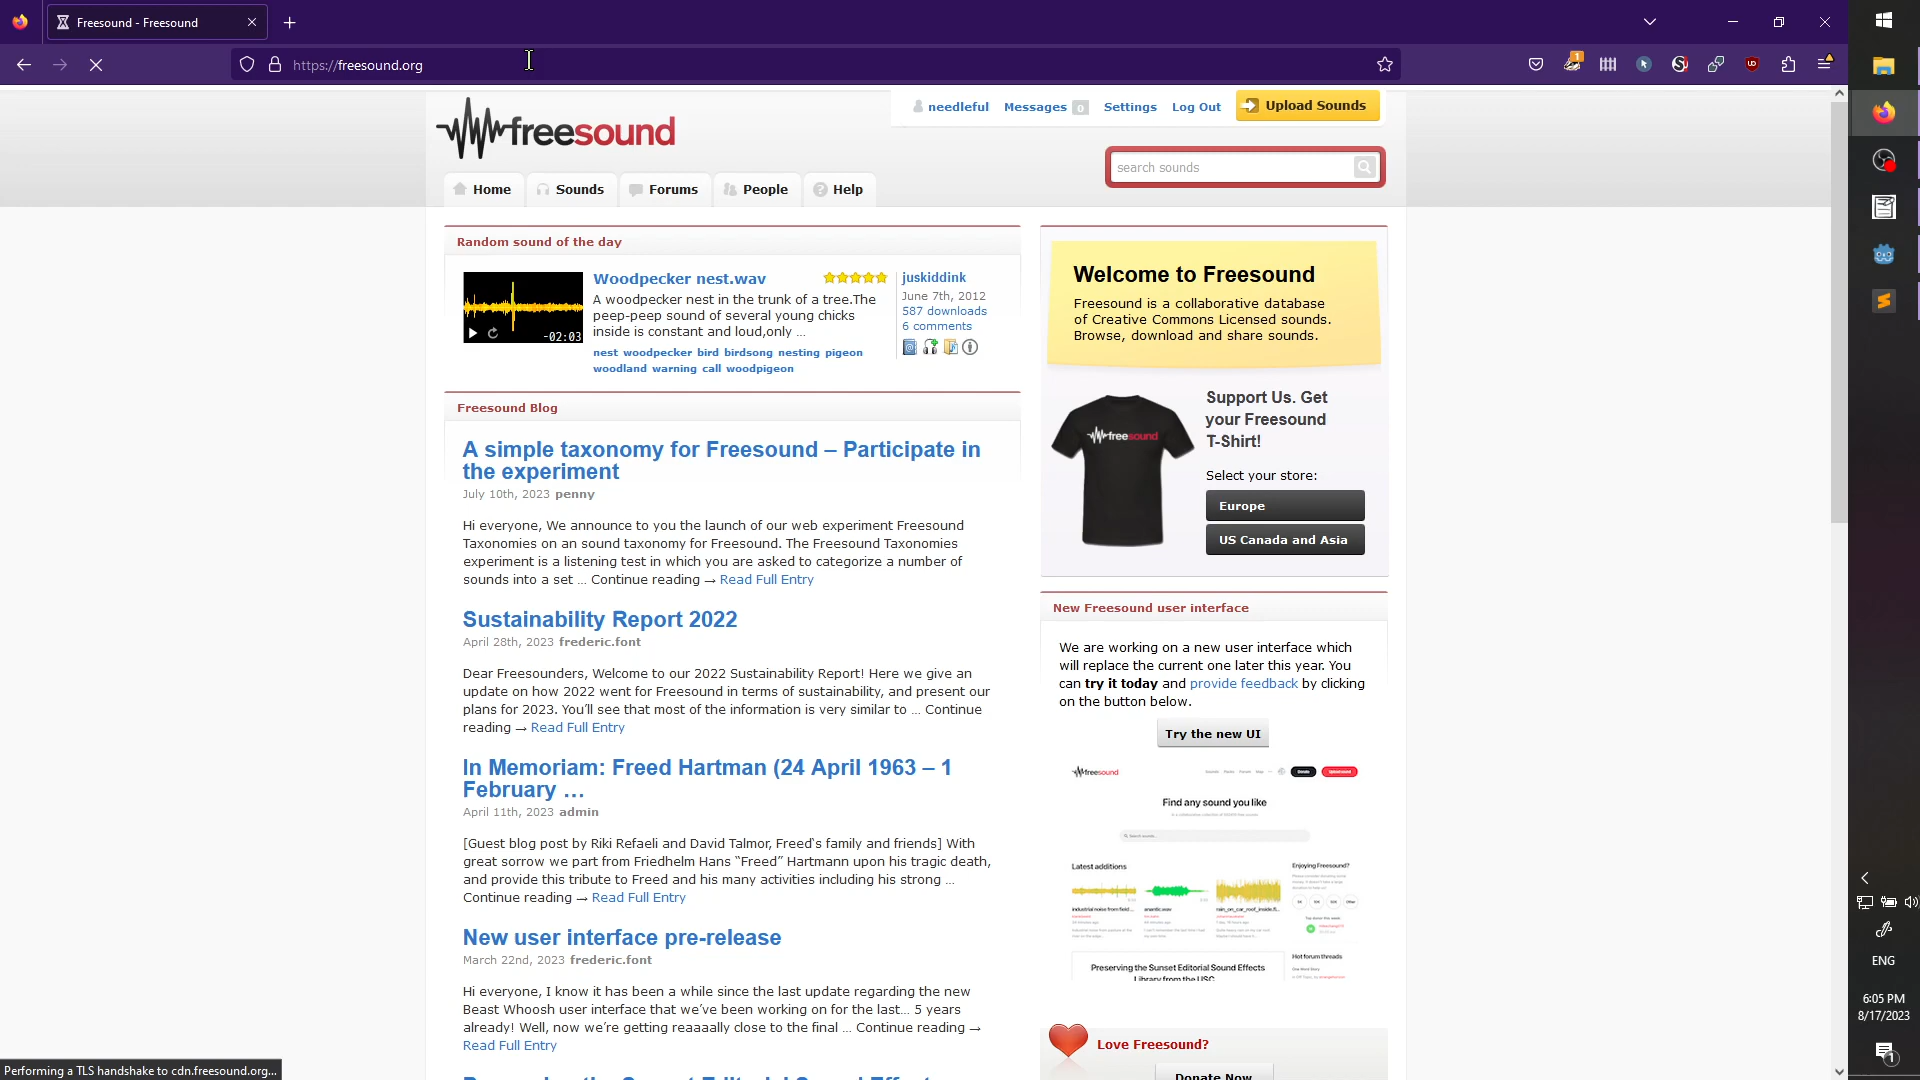 Freesound - Freesound
https://freesound.org
1
freesound
needleful
Messages 0
Settings
Log Out
Upload Sounds
search sounds
Home
Sounds
Forums
People
Help
Random sound of the day
-02:03
Woodpecker nest.wav
A woodpecker nest in the trunk of a tree.The
peep-peep sound of several young chicks
inside is constant and loud,only ...
nest woodpecker bird birdsong nesting pigeon
woodland warning call woodpigeon
juskiddink
June 7th, 2012
587 downloads
6 comments
Freesound Blog
A simple taxonomy for Freesound – Participate in
the experiment
July 10th, 2023 penny
Hi everyone, We announce to you the launch of our web experiment Freesound
Taxonomies on an sound taxonomy for Freesound. The Freesound Taxonomies
experiment is a listening test in which you are asked to categorize a number of
sounds into a set … Continue reading → Read Full Entry
Sustainability Report 2022
April 28th, 2023 frederic.font
Dear Freesounders, Welcome to our 2022 Sustainability Report! Here we give an
update on how 2022 went for Freesound in terms of sustainability, and present our
plans for 2023. You'll see that most of the information is very similar to … Continue
reading → Read Full Entry
In Memoriam: Freed Hartman (24 April 1963 – 1
February …
April 11th, 2023 admin
[Guest blog post by Riki Refaeli and David Talmor, Freed's family and friends] With
great sorrow we part from Friedhelm Hans "Freed" Hartmann upon his tragic death,
and provide this tribute to Freed and his many activities including his strong …
Continue reading → Read Full Entry
New user interface pre-release
March 22nd, 2023 frederic.font
Hi everyone, I know it has been a while since the last update regarding the new
Beast Whoosh user interface that we've been working on for the last… 5 years
already! Well, now we're getting reaaaally close to the final … Continue reading →
Read Full Entry
Welcome to Freesound
Freesound is a collaborative database
of Creative Commons Licensed sounds.
Browse, download and share sounds.
freesound
Support Us. Get
your Freesound
T-Shirt!
Select your store:
Europe
US Canada and Asia
New Freesound user interface
We are working on a new user interface which
will replace the current one later this year. You
can try it today and provide feedback by clicking
on the button below.
Try the new UI
freesound
Find any sound you like
Latest additions
Enjoying Freesound?
Hot forum threads
Preserving the Sunset Editorial Sound Effects
Library from the USC
Love Freesound?
Donate Now
Performing a TLS handshake to cdn.freesound.org...
ENG
6:05 PM
8/17/2023
1